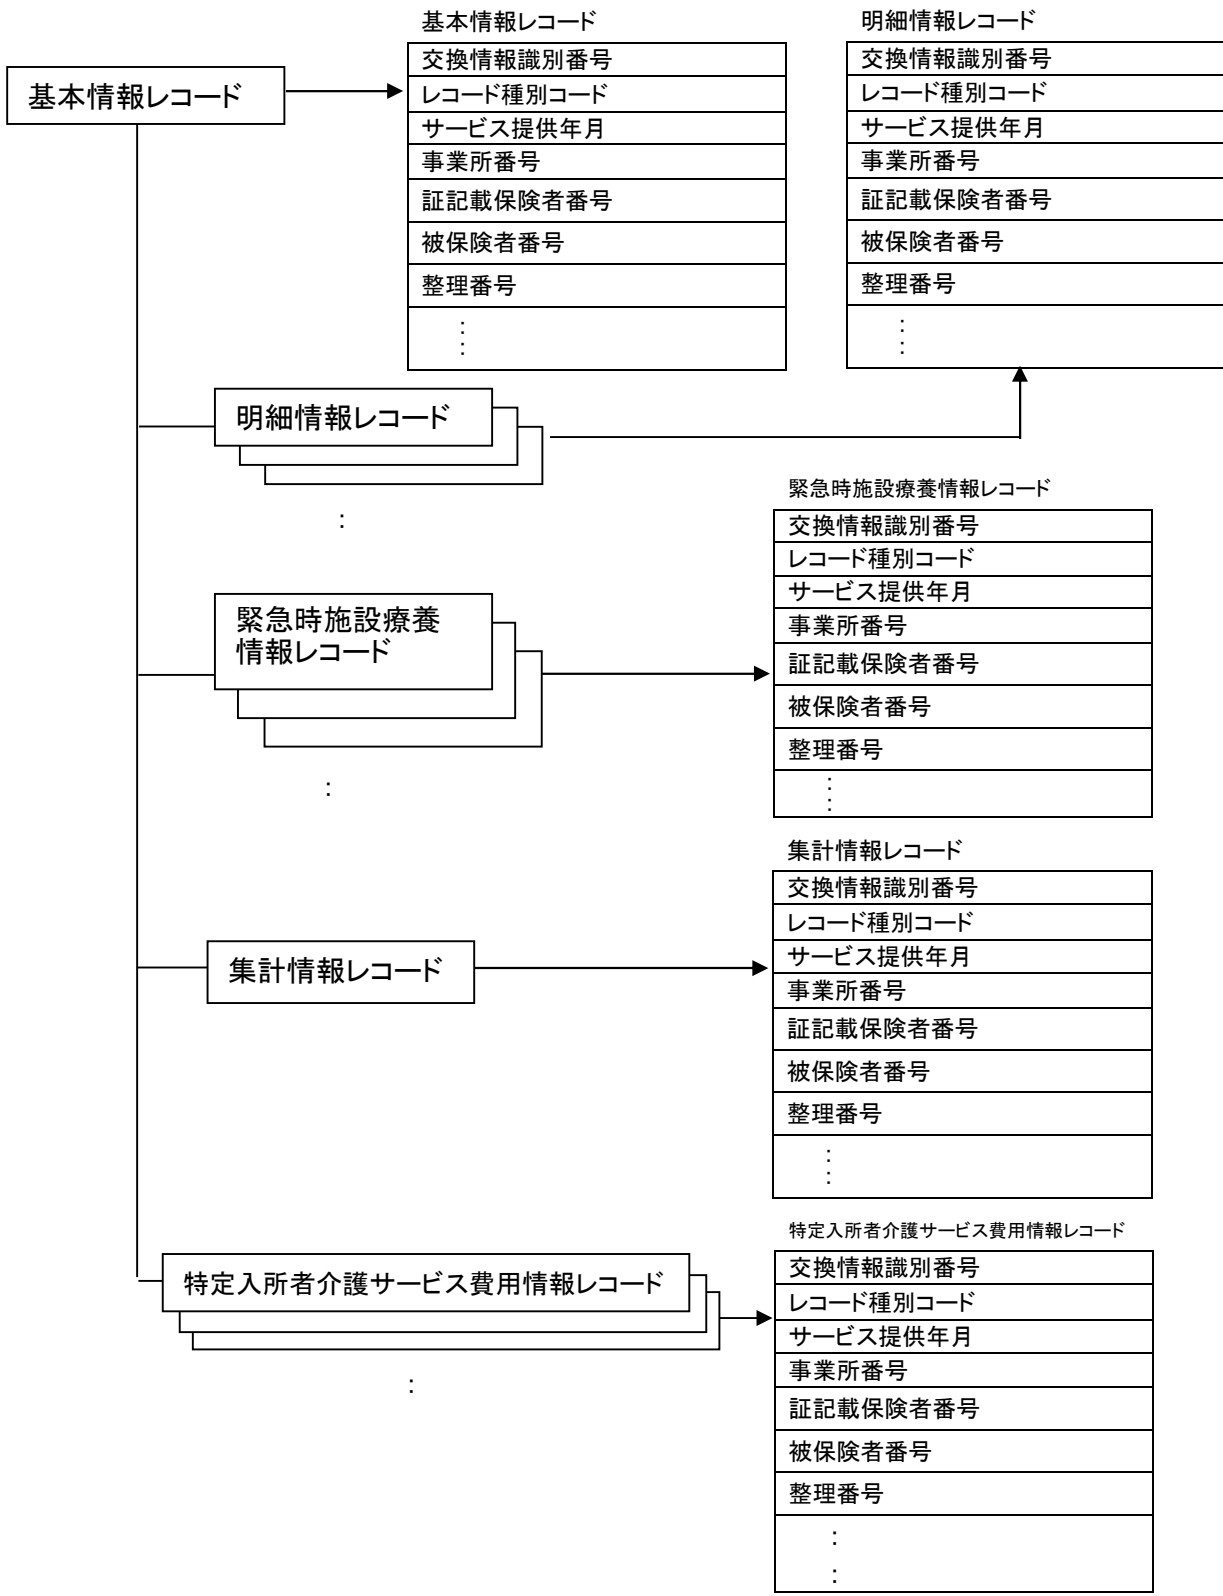 基本情報レコード
基本情報レコード
交換情報識別番号
レコード種別コード
サービス提供年月
事業所番号
証記載保険者番号
被保険者番号
整理番号
:
:
明細情報レコード
交換情報識別番号
レコード種別コード
サービス提供年月
事業所番号
証記載保険者番号
被保険者番号
整理番号
:
:
明細情報レコード
:
緊急時施設療養
情報レコード
:
緊急時施設療養情報レコード
交換情報識別番号
レコード種別コード
サービス提供年月
事業所番号
証記載保険者番号
被保険者番号
整理番号
:
:
集計情報レコード
集計情報レコード
交換情報識別番号
レコード種別コード
サービス提供年月
事業所番号
証記載保険者番号
被保険者番号
整理番号
:
:
特定入所者介護サービス費用情報レコード
:
特定入所者介護サービス費用情報レコード
交換情報識別番号
レコード種別コード
サービス提供年月
事業所番号
証記載保険者番号
被保険者番号
整理番号
:
: